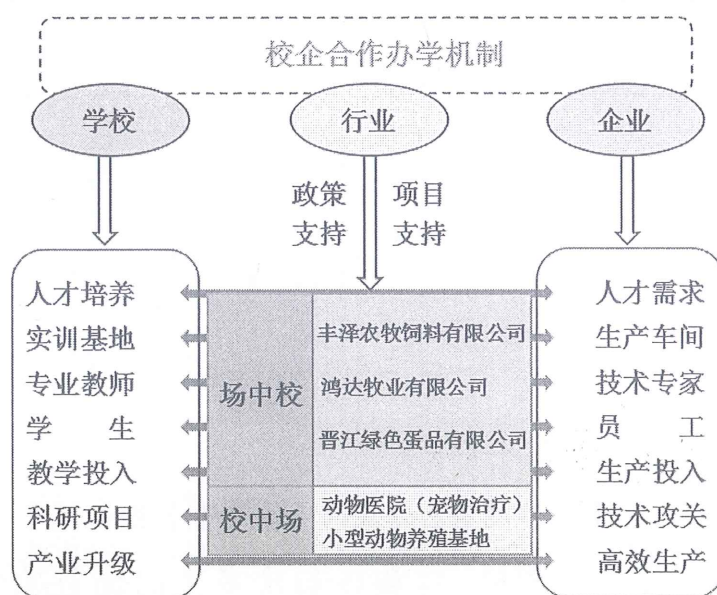 校企合作办学机制
学校
行业
企业
政策 项目
支持 支持
人才培养
实训基地
专业教师
学 生
教学投入
科研项目
产业升级
场中校
丰泽农牧饲料有限公司
鸿达牧业有限公司
晋江绿色蛋品有限公司
校中场
动物医院（宠物治疗）
小型动物养殖基地
人才需求
生产车间
技术专家
员 工
生产投入
技术攻关
高效生产